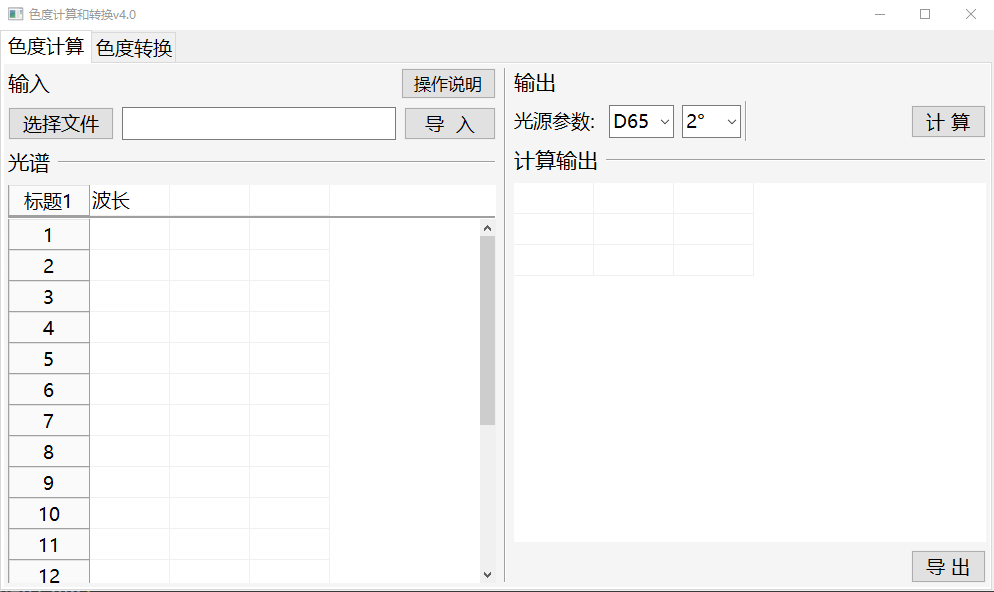 色度计算和转换v4.0
色度计算 色度转换
输入 操作说明
选择文件 导 入
光谱
标题1 波长
1
2
3
4
5
6
7
8
9
10
11
12
输出
光源参数: D65 2° 计 算
计算输出
导 出